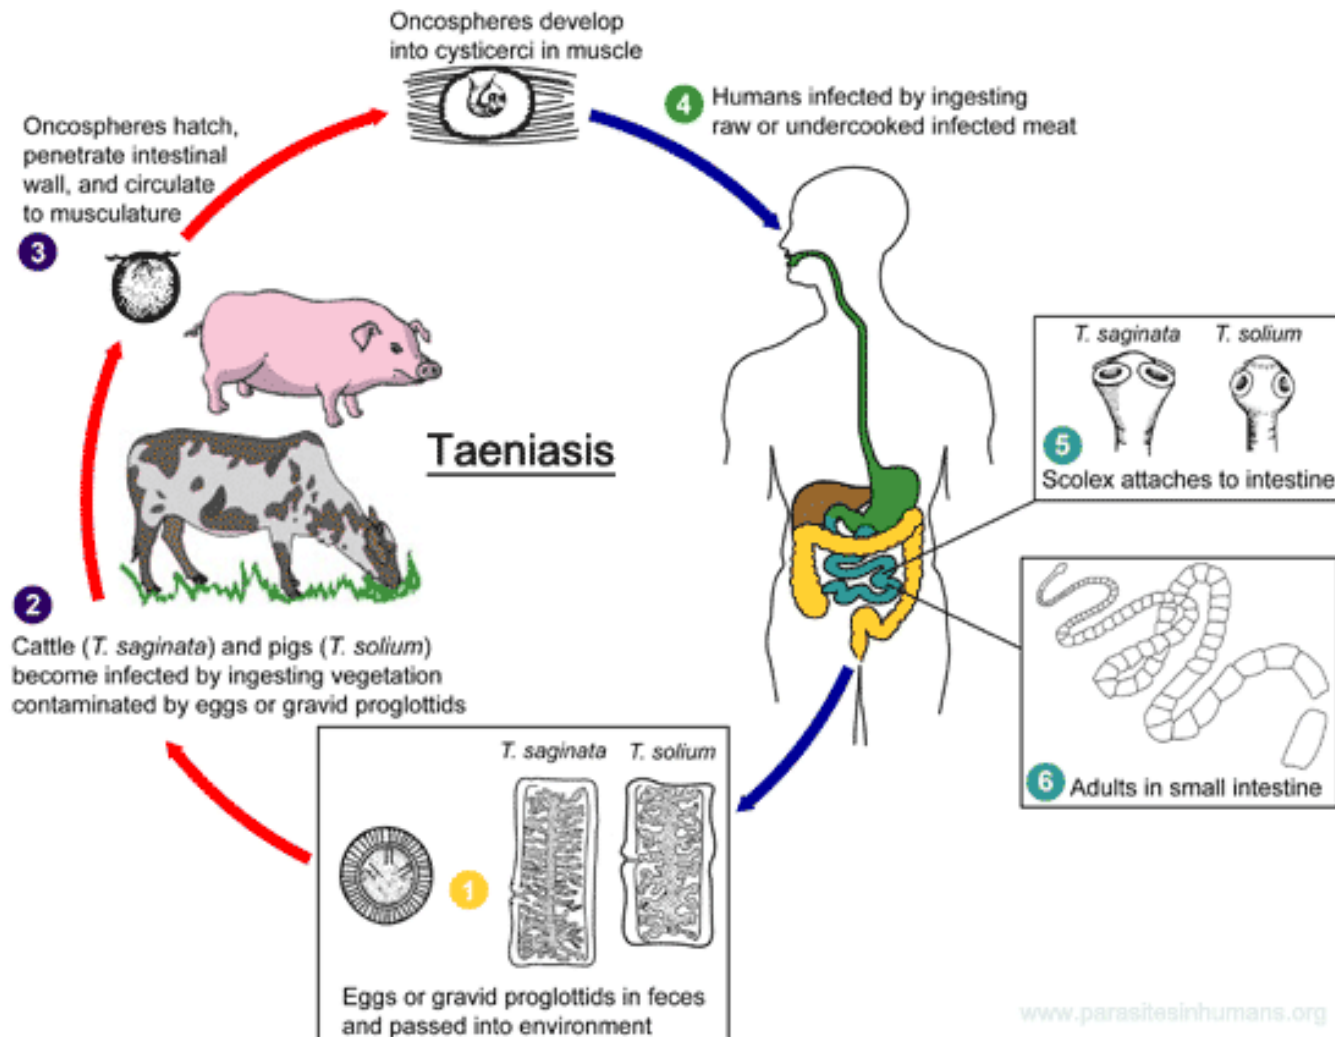 Oncospheres develop
into cysticerci in muscle
4 Humans infected by ingesting
raw or undercooked infected meat
Oncospheres hatch,
penetrate intestinal
wall, and circulate
to musculature
3
T. saginata T. solium
5
Scolex attaches to intestine
Taeniasis
2
Cattle (T. saginata) and pigs (T. solium)
become infected by ingesting vegetation
contaminated by eggs or gravid proglottids
6 Adults in small intestine
T. saginata T. solium
1
Eggs or gravid proglottids in feces
and passed into environment
www.parasitesinhumans.org